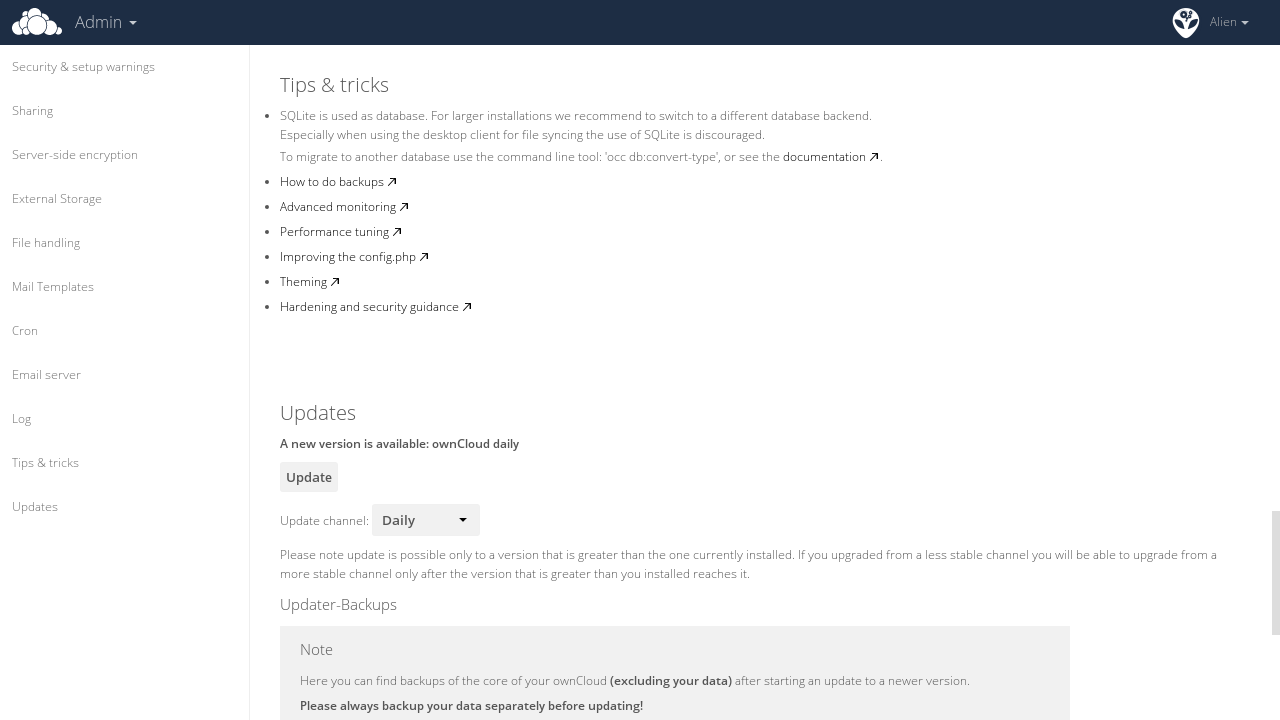 Admin
Alien
Security & setup warnings
Sharing
Server-side encryption
External Storage
File handling
Mail Templates
Cron
Email server
Log
Tips & tricks
Updates
Tips & tricks
SQLite is used as database. For larger installations we recommend to switch to a different database backend.
Especially when using the desktop client for file syncing the use of SQLite is discouraged.
To migrate to another database use the command line tool: 'occ db:convert-type', or see the documentation ↗.
How to do backups ↗
Advanced monitoring ↗
Performance tuning ↗
Improving the config.php ↗
Theming ↗
Hardening and security guidance ↗
Updates
A new version is available: ownCloud daily
Update
Update channel: Daily
Please note update is possible only to a version that is greater than the one currently installed. If you upgraded from a less stable channel you will be able to upgrade from a
more stable channel only after the version that is greater than you installed reaches it.
Updater-Backups
Note
Here you can find backups of the core of your ownCloud (excluding your data) after starting an update to a newer version.
Please always backup your data separately before updating!